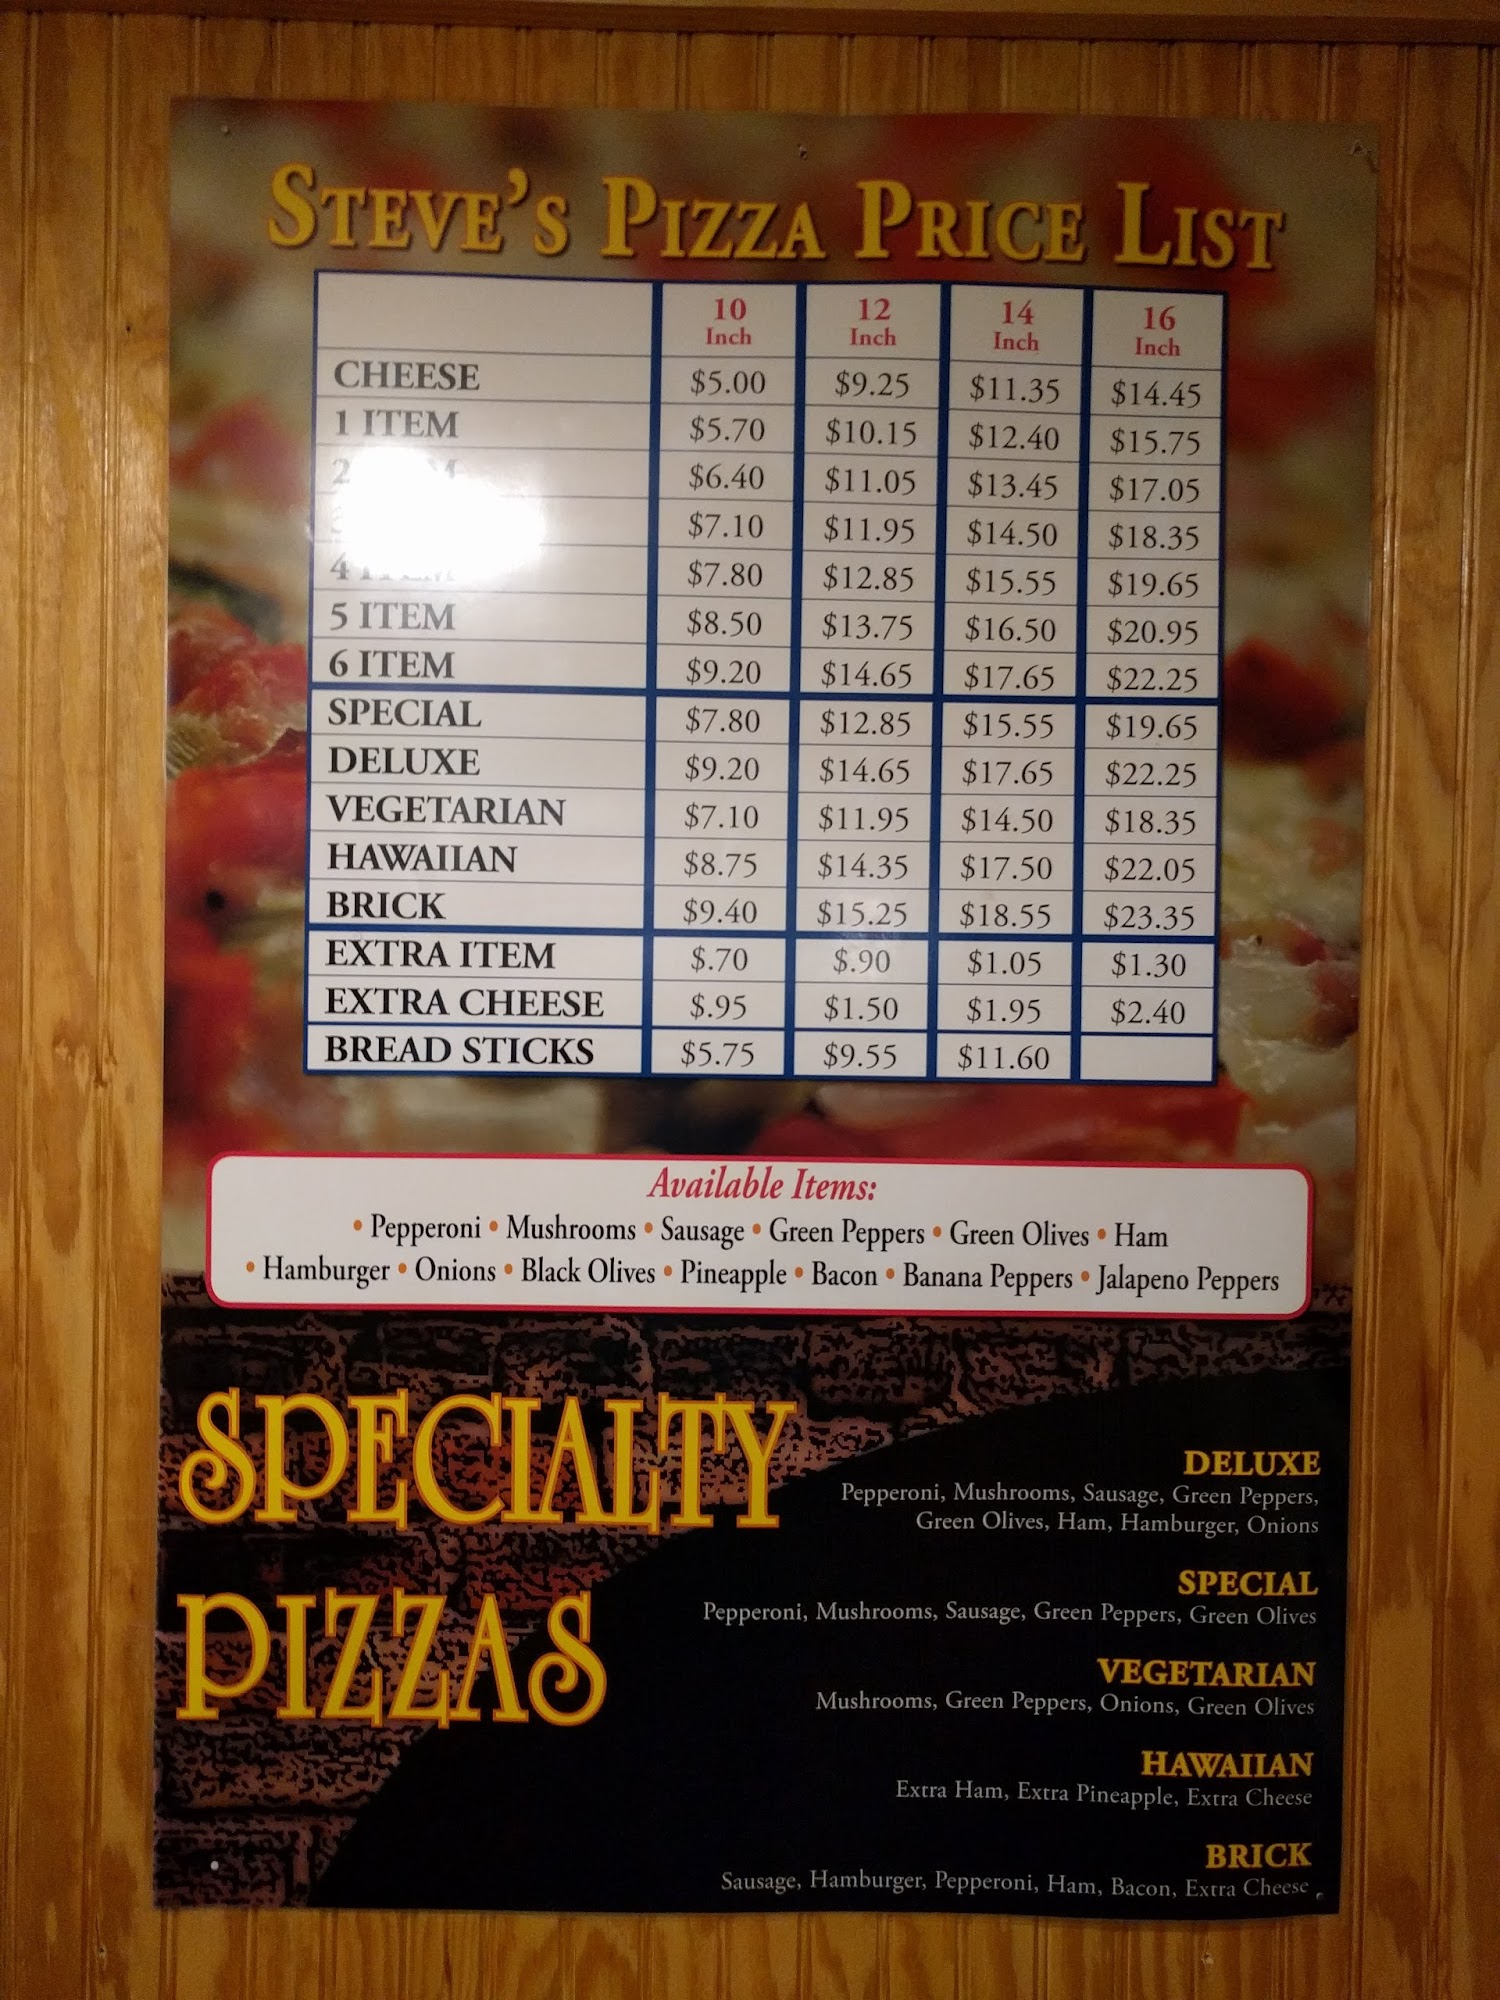 STEVE'S PIZZA PRICE LIST
10 Inch 12 Inch 14 Inch 16 Inch
CHEESE $5.00 $9.25 $11.35 $14.45
1 ITEM $5.70 $10.15 $12.40 $15.75
2 $6.40 $11.05 $13.45 $17.05
$7.10 $11.95 $14.50 $18.35
4 $7.80 $12.85 $15.55 $19.65
5 ITEM $8.50 $13.75 $16.50 $20.95
6 ITEM $9.20 $14.65 $17.65 $22.25
SPECIAL $7.80 $12.85 $15.55 $19.65
DELUXE $9.20 $14.65 $17.65 $22.25
VEGETARIAN $7.10 $11.95 $14.50 $18.35
HAWAIIAN $8.75 $14.35 $17.50 $22.05
BRICK $9.40 $15.25 $18.55 $23.35
EXTRA ITEM $.70 $.90 $1.05 $1.30
EXTRA CHEESE $.95 $1.50 $1.95 $2.40
BREAD STICKS $5.75 $9.55 $11.60
Available Items:
• Pepperoni • Mushrooms • Sausage • Green Peppers • Green Olives • Ham
• Hamburger • Onions • Black Olives • Pineapple • Bacon • Banana Peppers • Jalapeno Peppers
SPECIALTY
PIZZAS
DELUXE
Pepperoni, Mushrooms, Sausage, Green Peppers,
Green Olives, Ham, Hamburger, Onions
SPECIAL
Pepperoni, Mushrooms, Sausage, Green Peppers, Green Olives
VEGETARIAN
Mushrooms, Green Peppers, Onions, Green Olives
HAWAIIAN
Extra Ham, Extra Pineapple, Extra Cheese
BRICK
Sausage, Hamburger, Pepperoni, Ham, Bacon, Extra Cheese